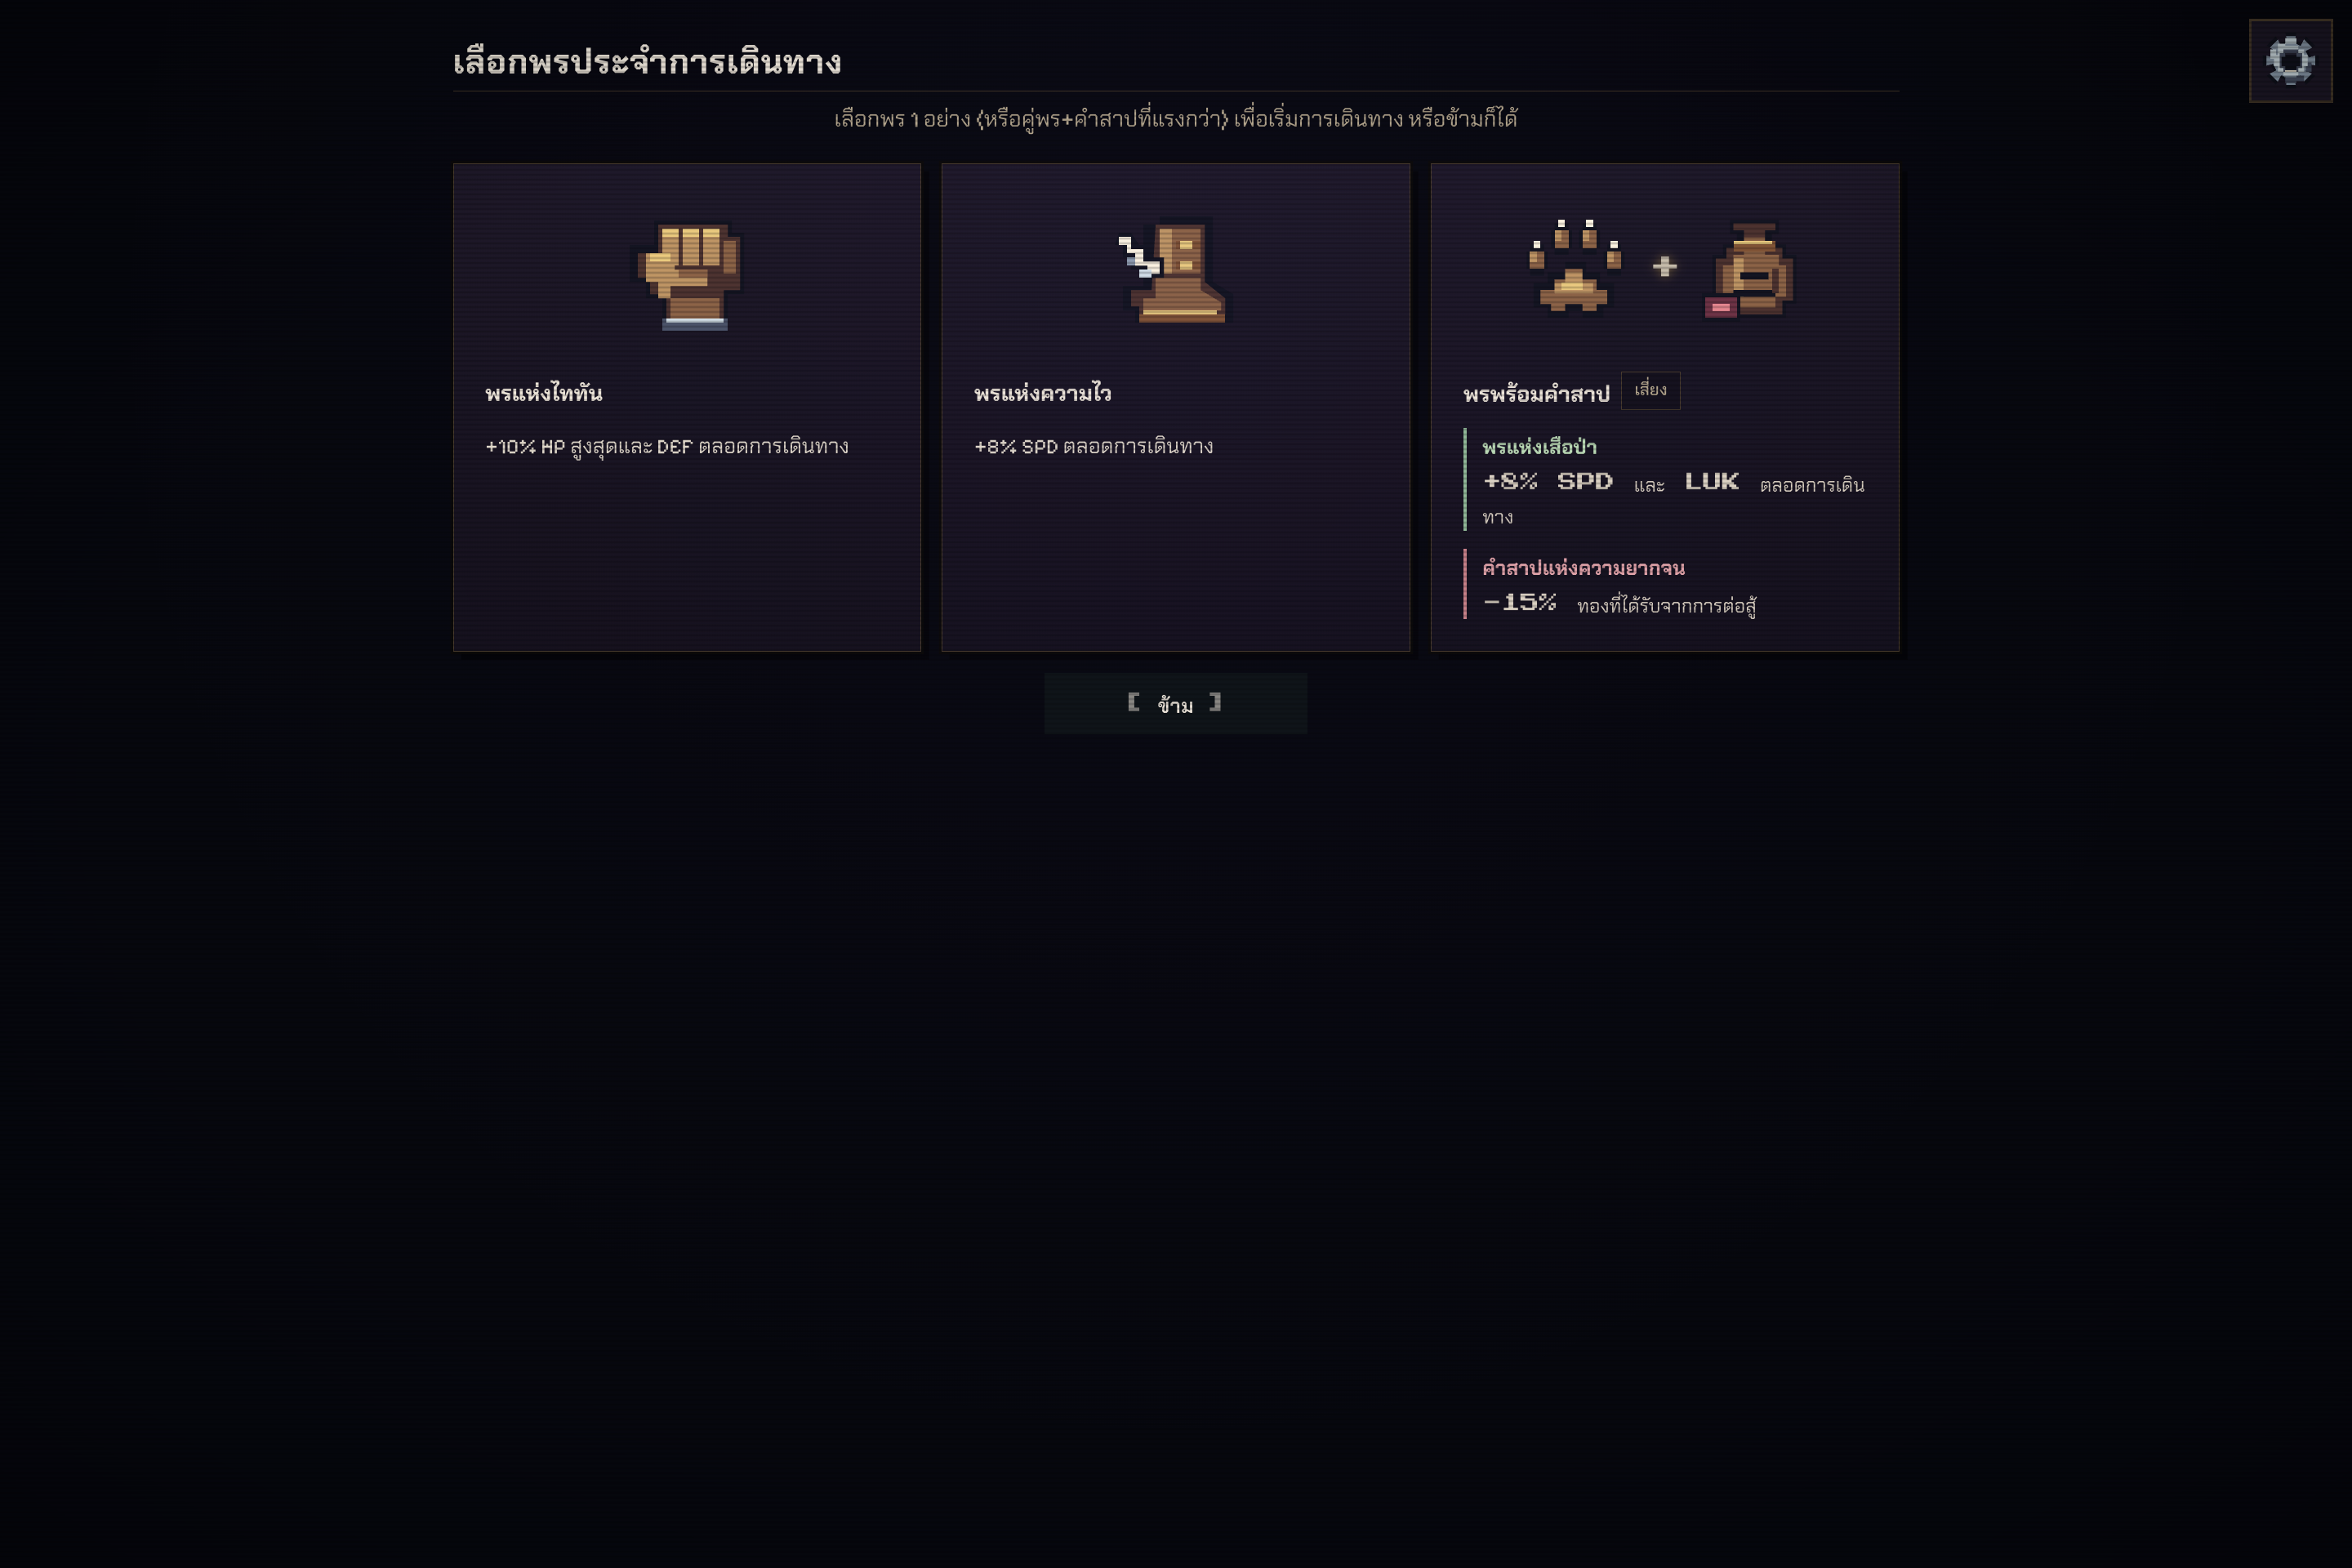 เลือกพรประจำการเดินทาง
เลือกพร 1 อย่าง (หรือคู่พร+คำสาปที่แรงกว่า) เพื่อเริ่มการเดินทาง หรือข้ามก็ได้
พรแห่งไททัน
+10% HP สูงสุดและ DEF ตลอดการเดินทาง
พรแห่งความไว
+8% SPD ตลอดการเดินทาง
+
พรพร้อมคำสาป เสี่ยง
พรแห่งเสือป่า
+8% SPD และ LUK ตลอดการเดิน
ทาง
คำสาปแห่งความยากจน
-15% ทองที่ได้รับจากการต่อสู้
[ ข้าม ]